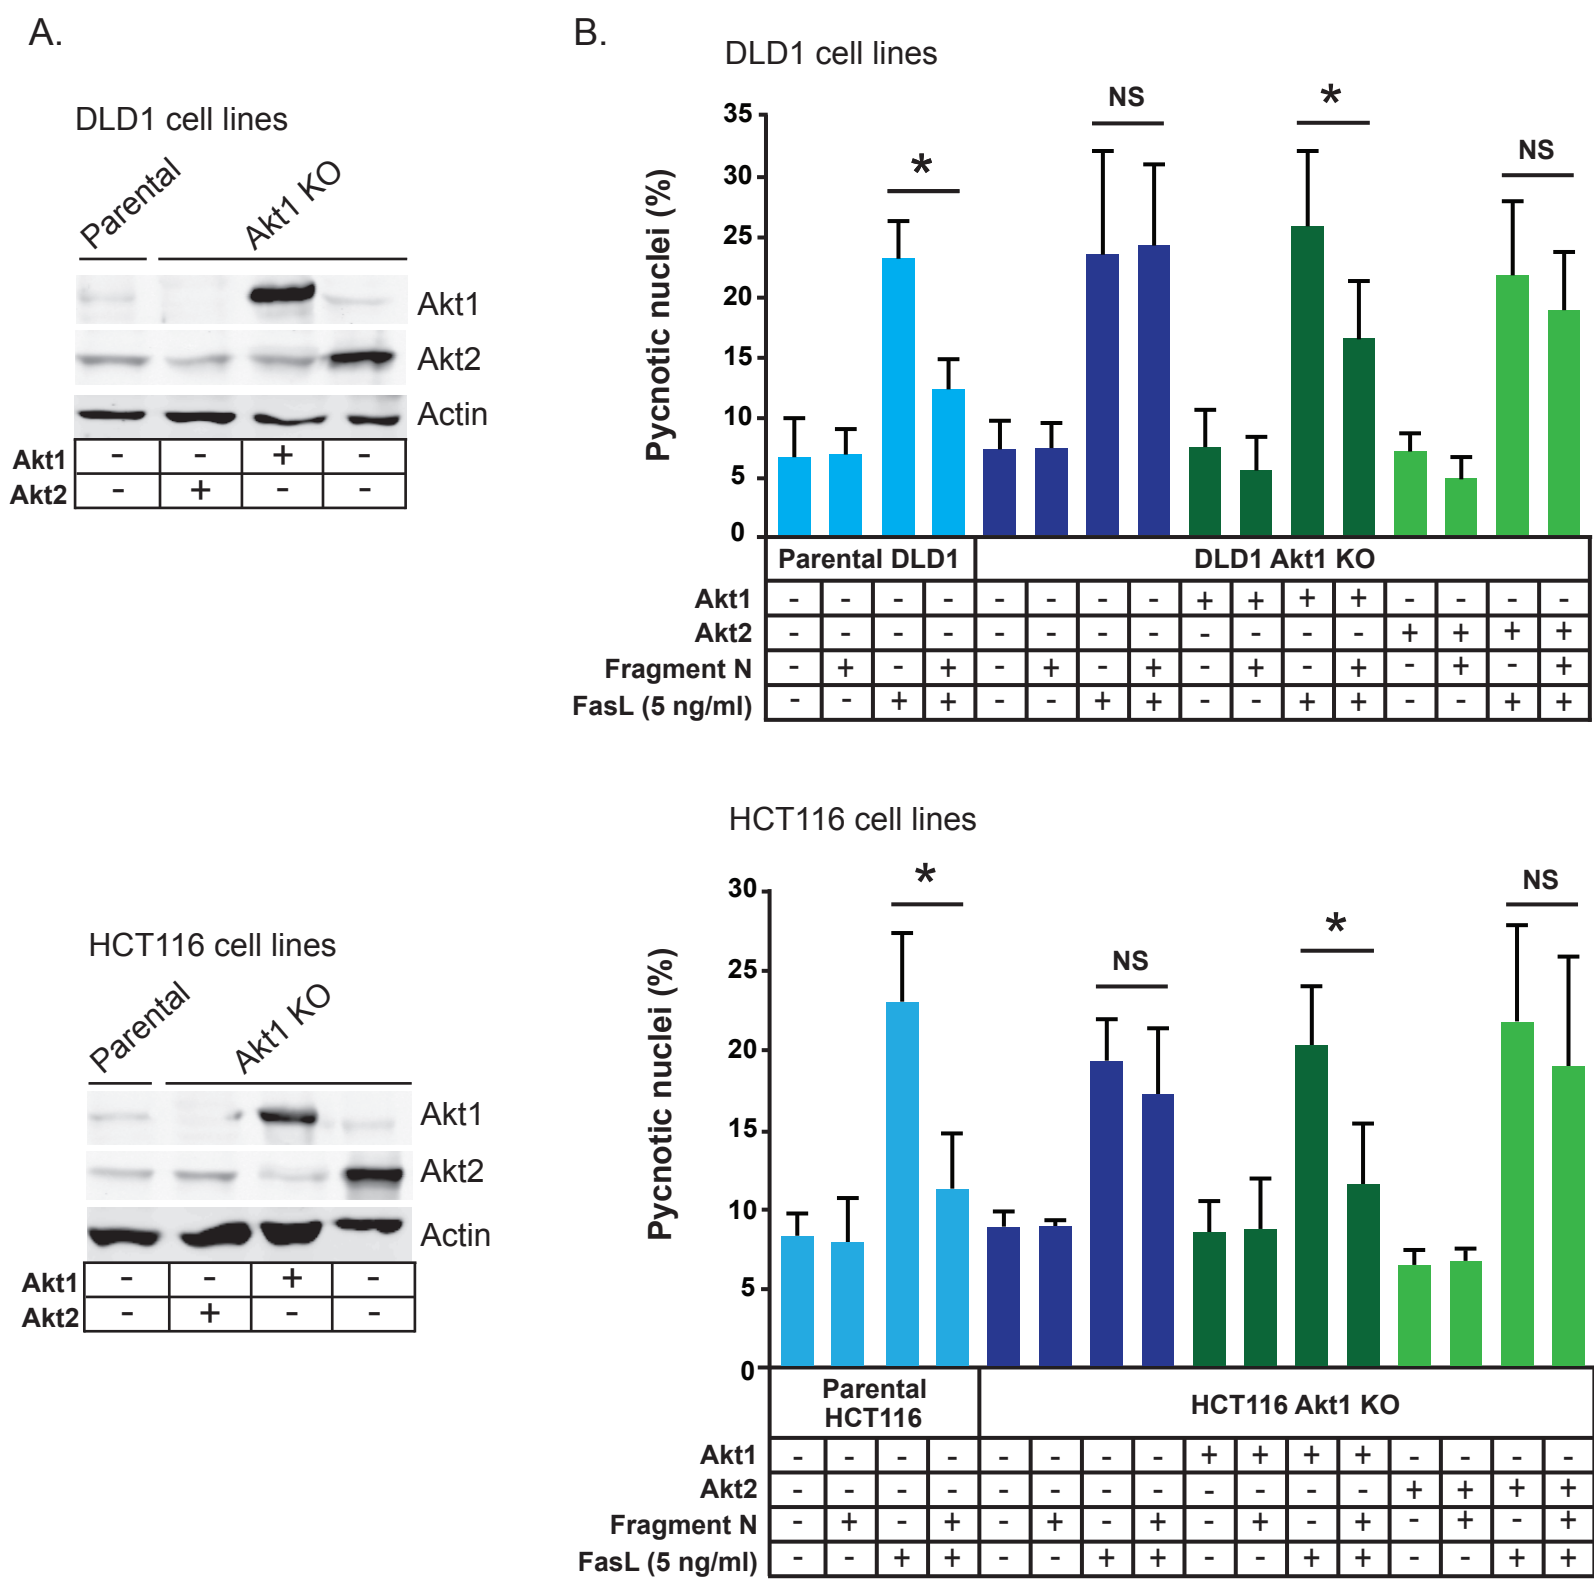 A.
DLD1 cell lines
Parental
Akt1 KO
Akt1
Akt2
Actin
Akt1 - - + -
Akt2 - + - -
HCT116 cell lines
Parental
Akt1 KO
Akt1
Akt2
Actin
Akt1 - - + -
Akt2 - + - -
B.
DLD1 cell lines
Pycnotic nuclei (%)
35
30
25
20
15
10
5
0
* NS * NS
Parental DLD1 DLD1 Akt1 KO
Akt1 - - - - - - - - + + + + - - - -
Akt2 - - - - - - - - - - - - + + + +
Fragment N - + - + - + - + - + - + - + - +
FasL (5 ng/ml) - - + + - - + + - - + + - - + +
HCT116 cell lines
Pycnotic nuclei (%)
30
25
20
15
10
5
0
* NS * NS
Parental
HCT116
HCT116 Akt1 KO
Akt1 - - - - - - - - + + + + - - - -
Akt2 - - - - - - - - - - - - + + + +
Fragment N - + - + - + - + - + - + - + - +
FasL (5 ng/ml) - - + + - - + + - - + + - - + +